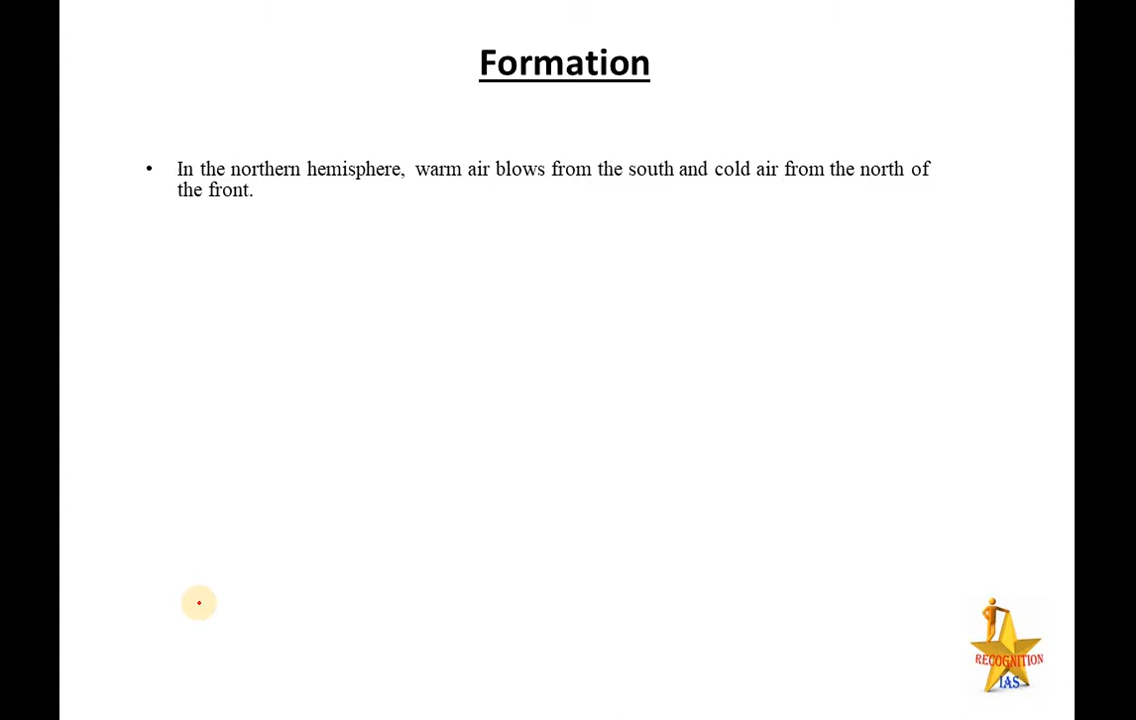 Formation
• In the northern hemisphere, warm air blows from the south and cold air from the north of
the front.
RECOGNITION
IAS